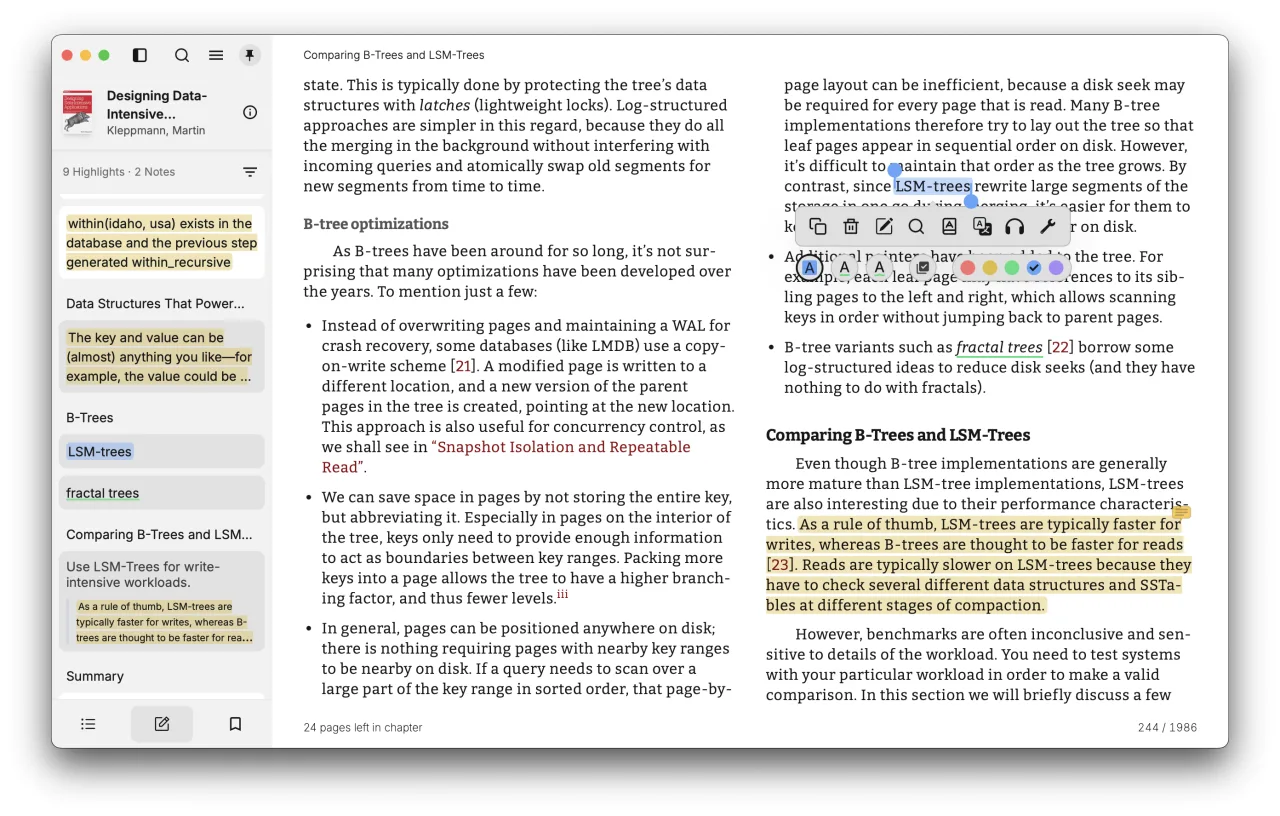 Designing Data-
Intensive...
Kleppmann, Martin
9 Highlights · 2 Notes
within(idaho, usa) exists in the
database and the previous step
generated within_recursive
Data Structures That Power...
The key and value can be
(almost) anything you like—for
example, the value could be ...
B-Trees
LSM-trees
fractal trees
Comparing B-Trees and LSM...
Use LSM-Trees for write-
intensive workloads.
As a rule of thumb, LSM-trees are
typically faster for writes, whereas B-
trees are thought to be faster for rea...
Summary
Comparing B-Trees and LSM-Trees
state. This is typically done by protecting the tree’s data
structures with latches (lightweight locks). Log-structured
approaches are simpler in this regard, because they do all
the merging in the background without interfering with
incoming queries and atomically swap old segments for
new segments from time to time.
B-tree optimizations
As B-trees have been around for so long, it’s not sur-
prising that many optimizations have been developed over
the years. To mention just a few:
• Instead of overwriting pages and maintaining a WAL for
crash recovery, some databases (like LMDB) use a copy-
on-write scheme [21]. A modified page is written to a
different location, and a new version of the parent
pages in the tree is created, pointing at the new location.
This approach is also useful for concurrency control, as
we shall see in “Snapshot Isolation and Repeatable
Read”.
• We can save space in pages by not storing the entire key,
but abbreviating it. Especially in pages on the interior of
the tree, keys only need to provide enough information
to act as boundaries between key ranges. Packing more
keys into a page allows the tree to have a higher branch-
ing factor, and thus fewer levels.iii
• In general, pages can be positioned anywhere on disk;
there is nothing requiring pages with nearby key ranges
to be nearby on disk. If a query needs to scan over a
large part of the key range in sorted order, that page-by-
24 pages left in chapter
page layout can be inefficient, because a disk seek may
be required for every page that is read. Many B-tree
implementations therefore try to lay out the tree so that
leaf pages appear in sequential order on disk. However,
it’s difficult to maintain that order as the tree grows. By
contrast, since LSM-trees rewrite large segments of the
storage in one go during merging, it’s easier for them to
r on disk.
• Additional pointers have been added to the tree. For
example, each leaf page may have references to its sib-
ling pages to the left and right, which allows scanning
keys in order without jumping back to parent pages.
• B-tree variants such as fractal trees [22] borrow some
log-structured ideas to reduce disk seeks (and they have
nothing to do with fractals).
Comparing B-Trees and LSM-Trees
Even though B-tree implementations are generally
more mature than LSM-tree implementations, LSM-trees
are also interesting due to their performance characteris-
tics. As a rule of thumb, LSM-trees are typically faster for
writes, whereas B-trees are thought to be faster for reads
[23]. Reads are typically slower on LSM-trees because they
have to check several different data structures and SSTa-
bles at different stages of compaction.
However, benchmarks are often inconclusive and sen-
sitive to details of the workload. You need to test systems
with your particular workload in order to make a valid
comparison. In this section we will briefly discuss a few
244 / 1986